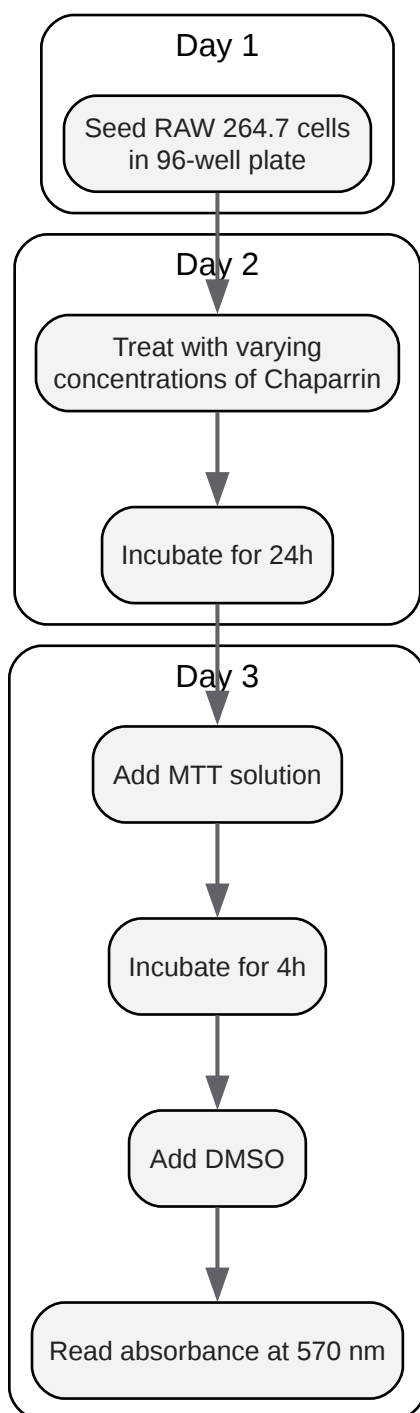 Day 1
Seed RAW 264.7 cells
in 96-well plate
Day 2
Treat with varying
concentrations of Chaparrin
Incubate for 24h
Day 3
Add MTT solution
Incubate for 4h
Add DMSO
Read absorbance at 570 nm